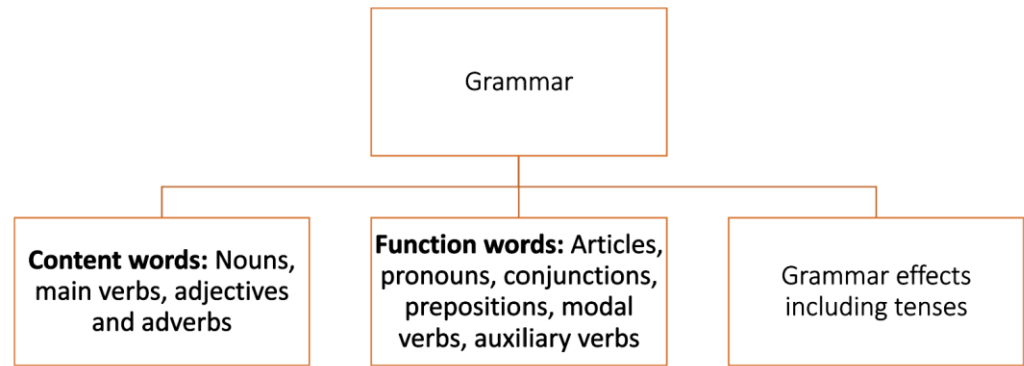 Grammar
Content words: Nouns,
main verbs, adjectives
and adverbs
Function words: Articles,
pronouns, conjunctions,
prepositions, modal
verbs, auxiliary verbs
Grammar effects
including tenses